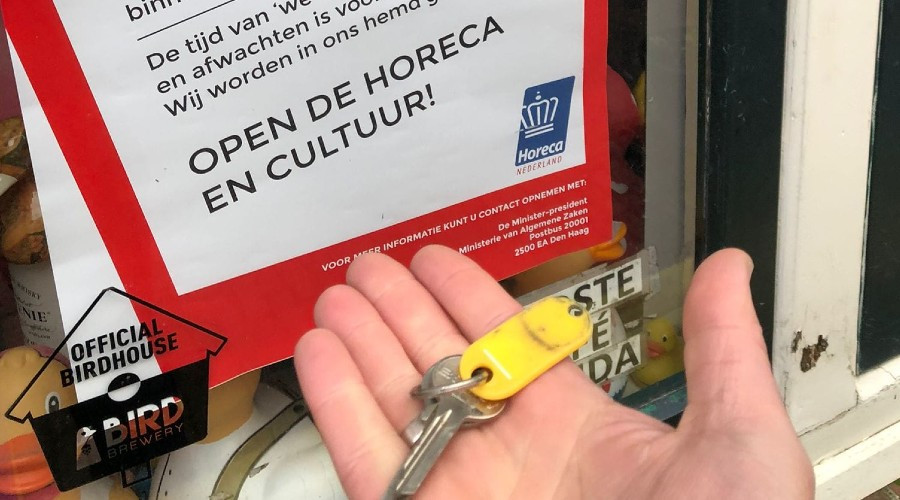 De tijd van 'we
en afwachten is voo
Wij worden in ons hemd g
OPEN DE HORECA
EN CULTUUR!
Horeca
NEDERLAND
VOOR MEER INFORMATIE KUNT U CONTACT OPNEMEN MET:
De Minister-president
Ministerie van Algemene Zaken
Postbus 20001
2500 EA Den Haag
OFFICIAL
BIRDHOUSE
BIRD
BREWERY
STE
DA